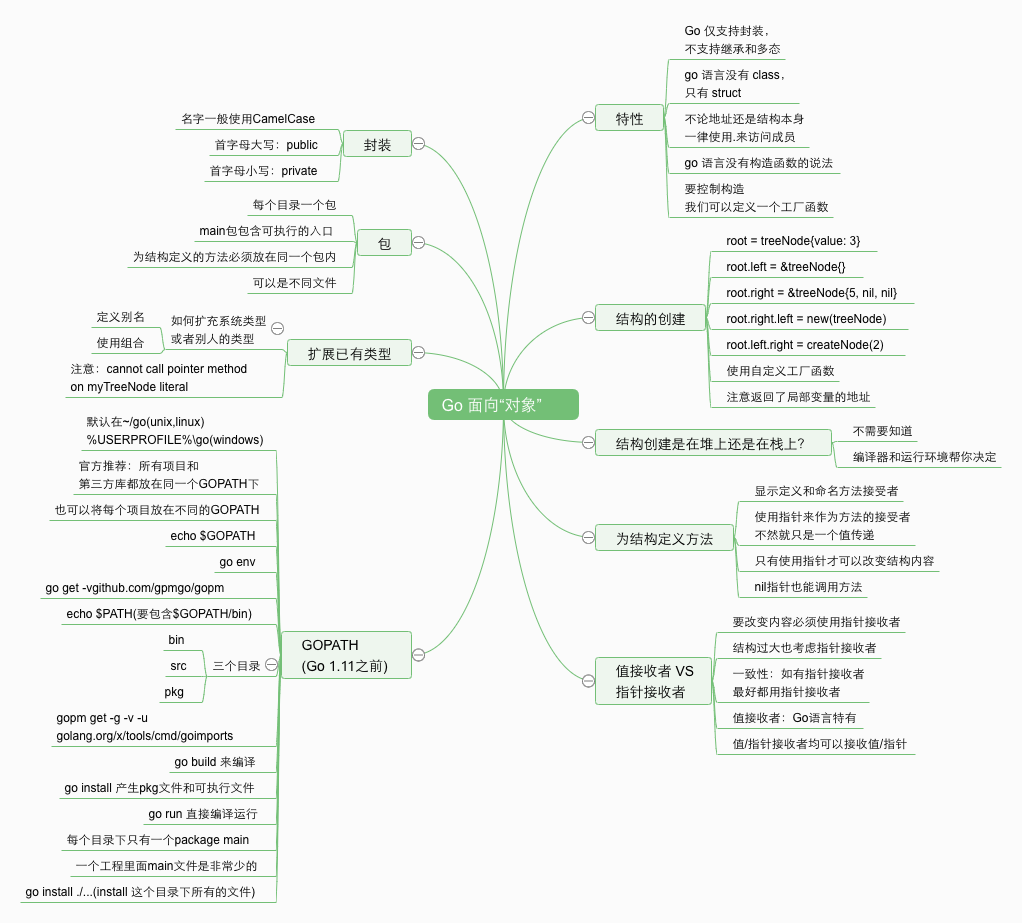 Go 面向“对象”
特性
Go 仅支持封装，
不支持继承和多态
go 语言没有 class，
只有 struct
不论地址还是结构本身
一律使用.来访问成员
go 语言没有构造函数的说法
要控制构造
我们可以定义一个工厂函数
结构的创建
root = treeNode{value: 3}
root.left = &treeNode{}
root.right = &treeNode{5, nil, nil}
root.right.left = new(treeNode)
root.left.right = createNode(2)
使用自定义工厂函数
注意返回了局部变量的地址
结构创建是在堆上还是在栈上?
不需要知道
编译器和运行环境帮你决定
为结构定义方法
显示定义和命名方法接受者
使用指针来作为方法的接受者
不然就只是一个值传递
只有使用指针才可以改变结构内容
nil指针也能调用方法
值接收者 VS
指针接收者
要改变内容必须使用指针接收者
结构过大也考虑指针接收者
一致性：如有指针接收者
最好都用指针接收者
值接收者：Go语言特有
值/指针接收者均可以接收值/指针
封装
名字一般使用CamelCase
首字母大写：public
首字母小写：private
包
每个目录一个包
main包包含可执行的入口
为结构定义的方法必须放在同一个包内
可以是不同文件
扩展已有类型
如何扩充系统类型
或者别人的类型
定义别名
使用组合
注意：cannot call pointer method
on myTreeNode literal
GOPATH
(Go 1.11之前)
默认在~/go(unix,linux)
%USERPROFILE%\go(windows)
官方推荐：所有项目和
第三方库都放在同一个GOPATH下
也可以将每个项目放在不同的GOPATH
echo $GOPATH
go env
go get -vgithub.com/gpmgo/gopm
echo $PATH(要包含$GOPATH/bin)
三个目录
bin
src
pkg
gopm get -g -v -u
golang.org/x/tools/cmd/goimports
go build 来编译
go install 产生pkg文件和可执行文件
go run 直接编译运行
每个目录下只有一个package main
一个工程里面main文件是非常少的
go install ./...(install 这个目录下所有的文件)